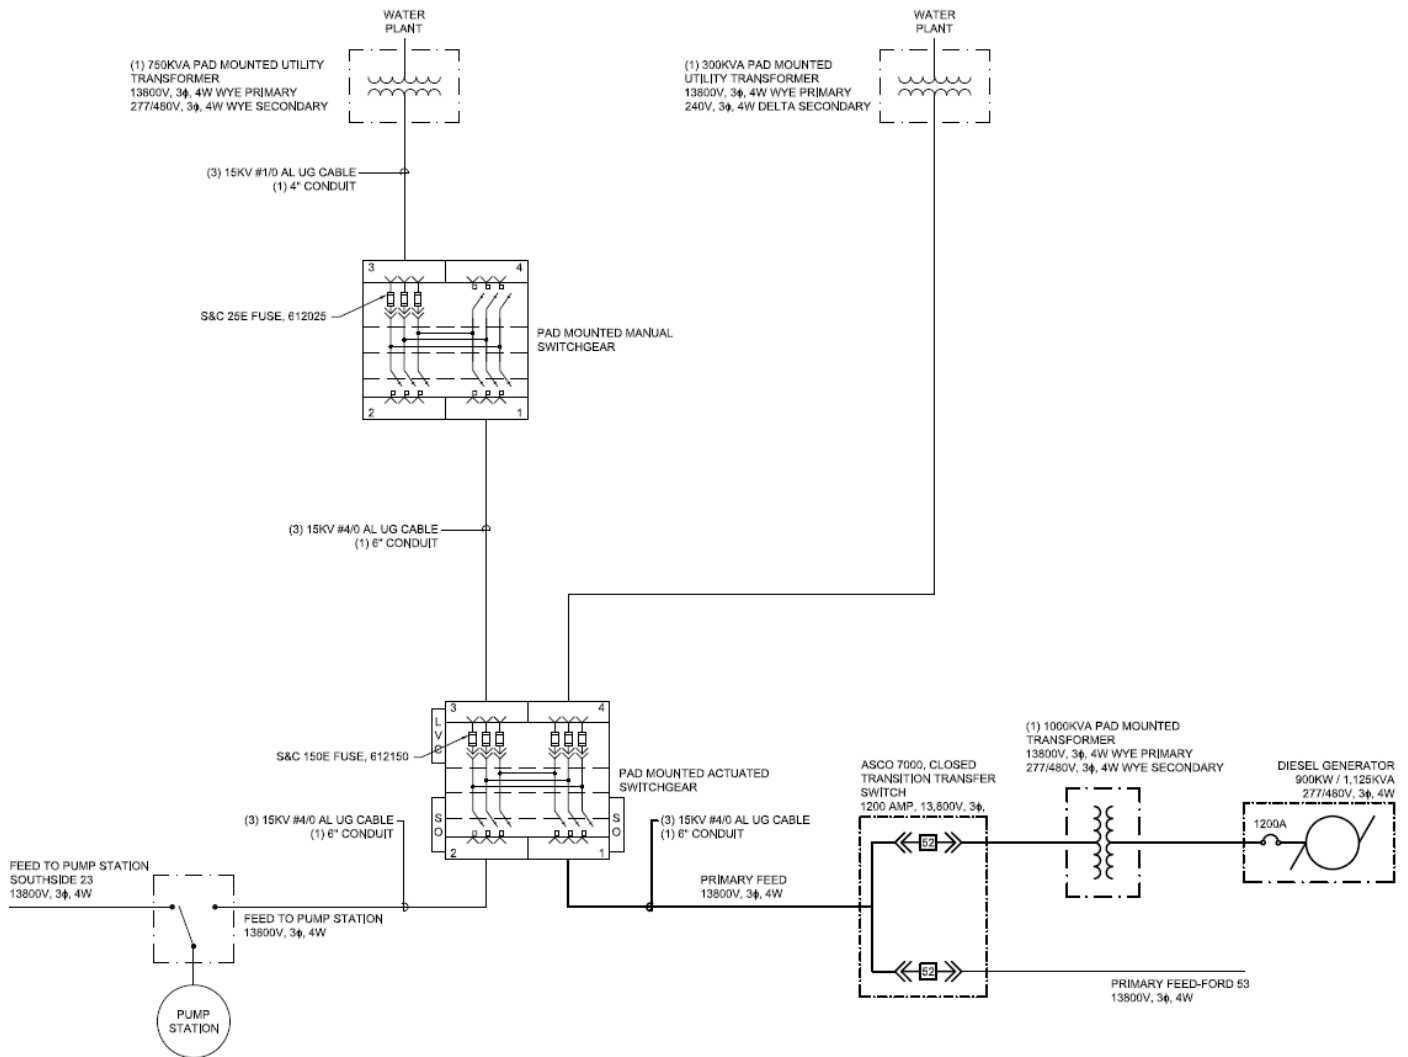 WATER
PLANT
(1) 750KVA PAD MOUNTED UTILITY
TRANSFORMER
13800V, 3ϕ, 4W WYE PRIMARY
277/480V, 3ϕ, 4W WYE SECONDARY
WATER
PLANT
(1) 300KVA PAD MOUNTED
UTILITY TRANSFORMER
13800V, 3ϕ, 4W WYE PRIMARY
240V, 3ϕ, 4W DELTA SECONDARY
(3) 15KV #1/0 AL UG CABLE
(1) 4" CONDUIT
3
4
S&C 25E FUSE, 612025
PAD MOUNTED MANUAL
SWITCHGEAR
2
1
(3) 15KV #4/0 AL UG CABLE
(1) 6" CONDUIT
3
4
L
V
C
S&C 150E FUSE, 612150
PAD MOUNTED ACTUATED
SWITCHGEAR
S
O
S
O
2
1
(3) 15KV #4/0 AL UG CABLE
(1) 6" CONDUIT
(3) 15KV #4/0 AL UG CABLE
(1) 6" CONDUIT
ASCO 7000, CLOSED
TRANSITION TRANSFER
SWITCH
1200 AMP, 13,800V, 3ϕ,
(1) 1000KVA PAD MOUNTED
TRANSFORMER
13800V, 3ϕ, 4W WYE PRIMARY
277/480V, 3ϕ, 4W WYE SECONDARY
DIESEL GENERATOR
900KW / 1,125KVA
277/480V, 3ϕ, 4W
1200A
52
52
FEED TO PUMP STATION
SOUTHSIDE 23
13800V, 3ϕ, 4W
FEED TO PUMP STATION
13800V, 3ϕ, 4W
PRIMARY FEED
13800V, 3ϕ, 4W
PRIMARY FEED-FORD 53
13800V, 3ϕ, 4W
PUMP
STATION